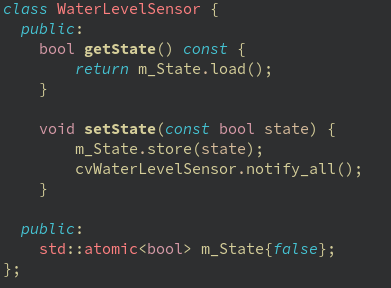 class WaterLevelSensor {
  public:
    bool getState() const {
        return m_State.load();
    }

    void setState(const bool state) {
        m_State.store(state);
        cvWaterLevelSensor.notify_all();
    }

  public:
    std::atomic<bool> m_State{false};
};